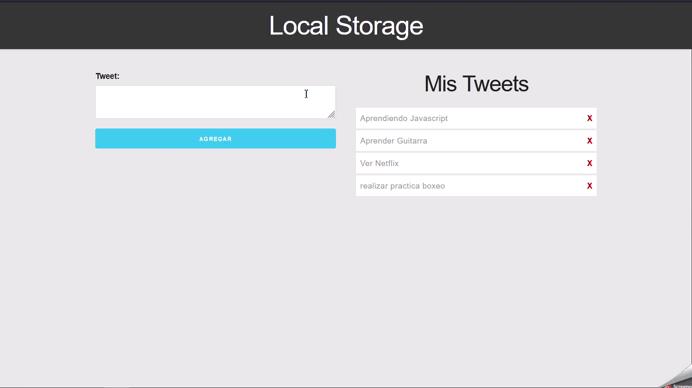 Local Storage
Tweet:
AGREGAR
Mis Tweets
Aprendiendo Javascript X
Aprender Guitarra X
Ver Netflix X
realizar practica boxeo X